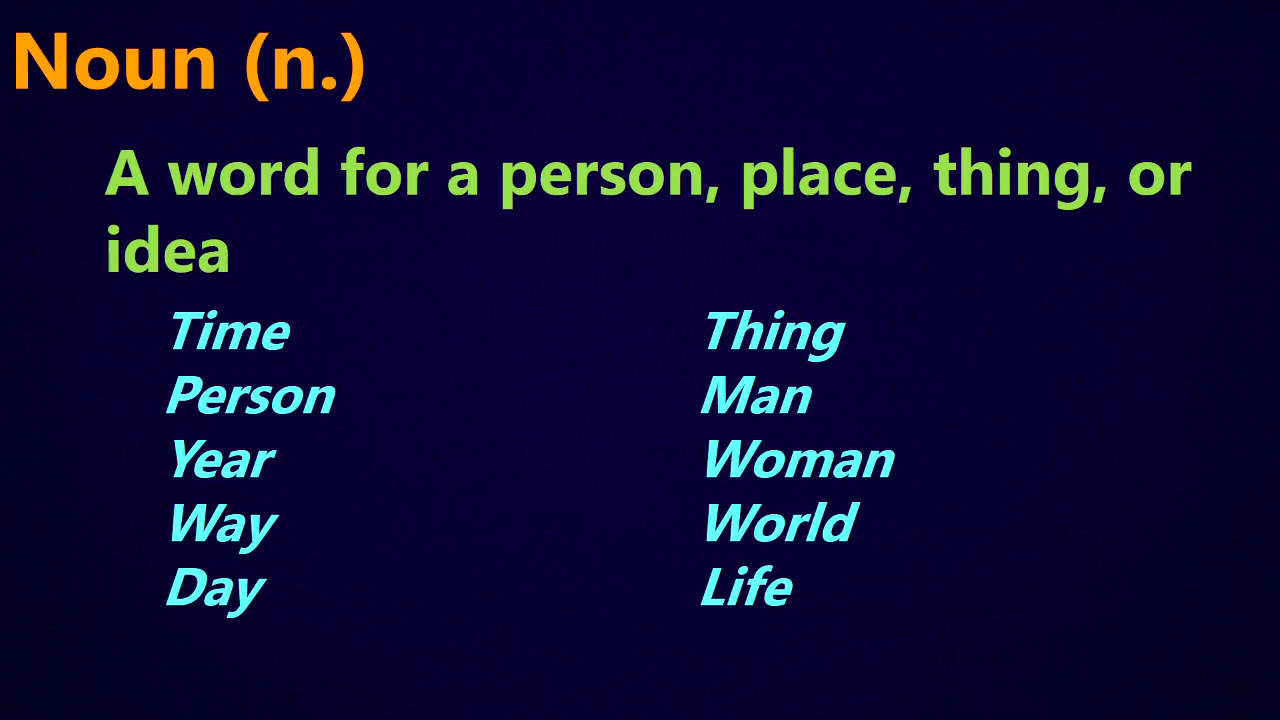 Noun (n.)
A word for a person, place, thing, or
idea
Time
Person
Year
Way
Day
Thing
Man
Woman
World
Life